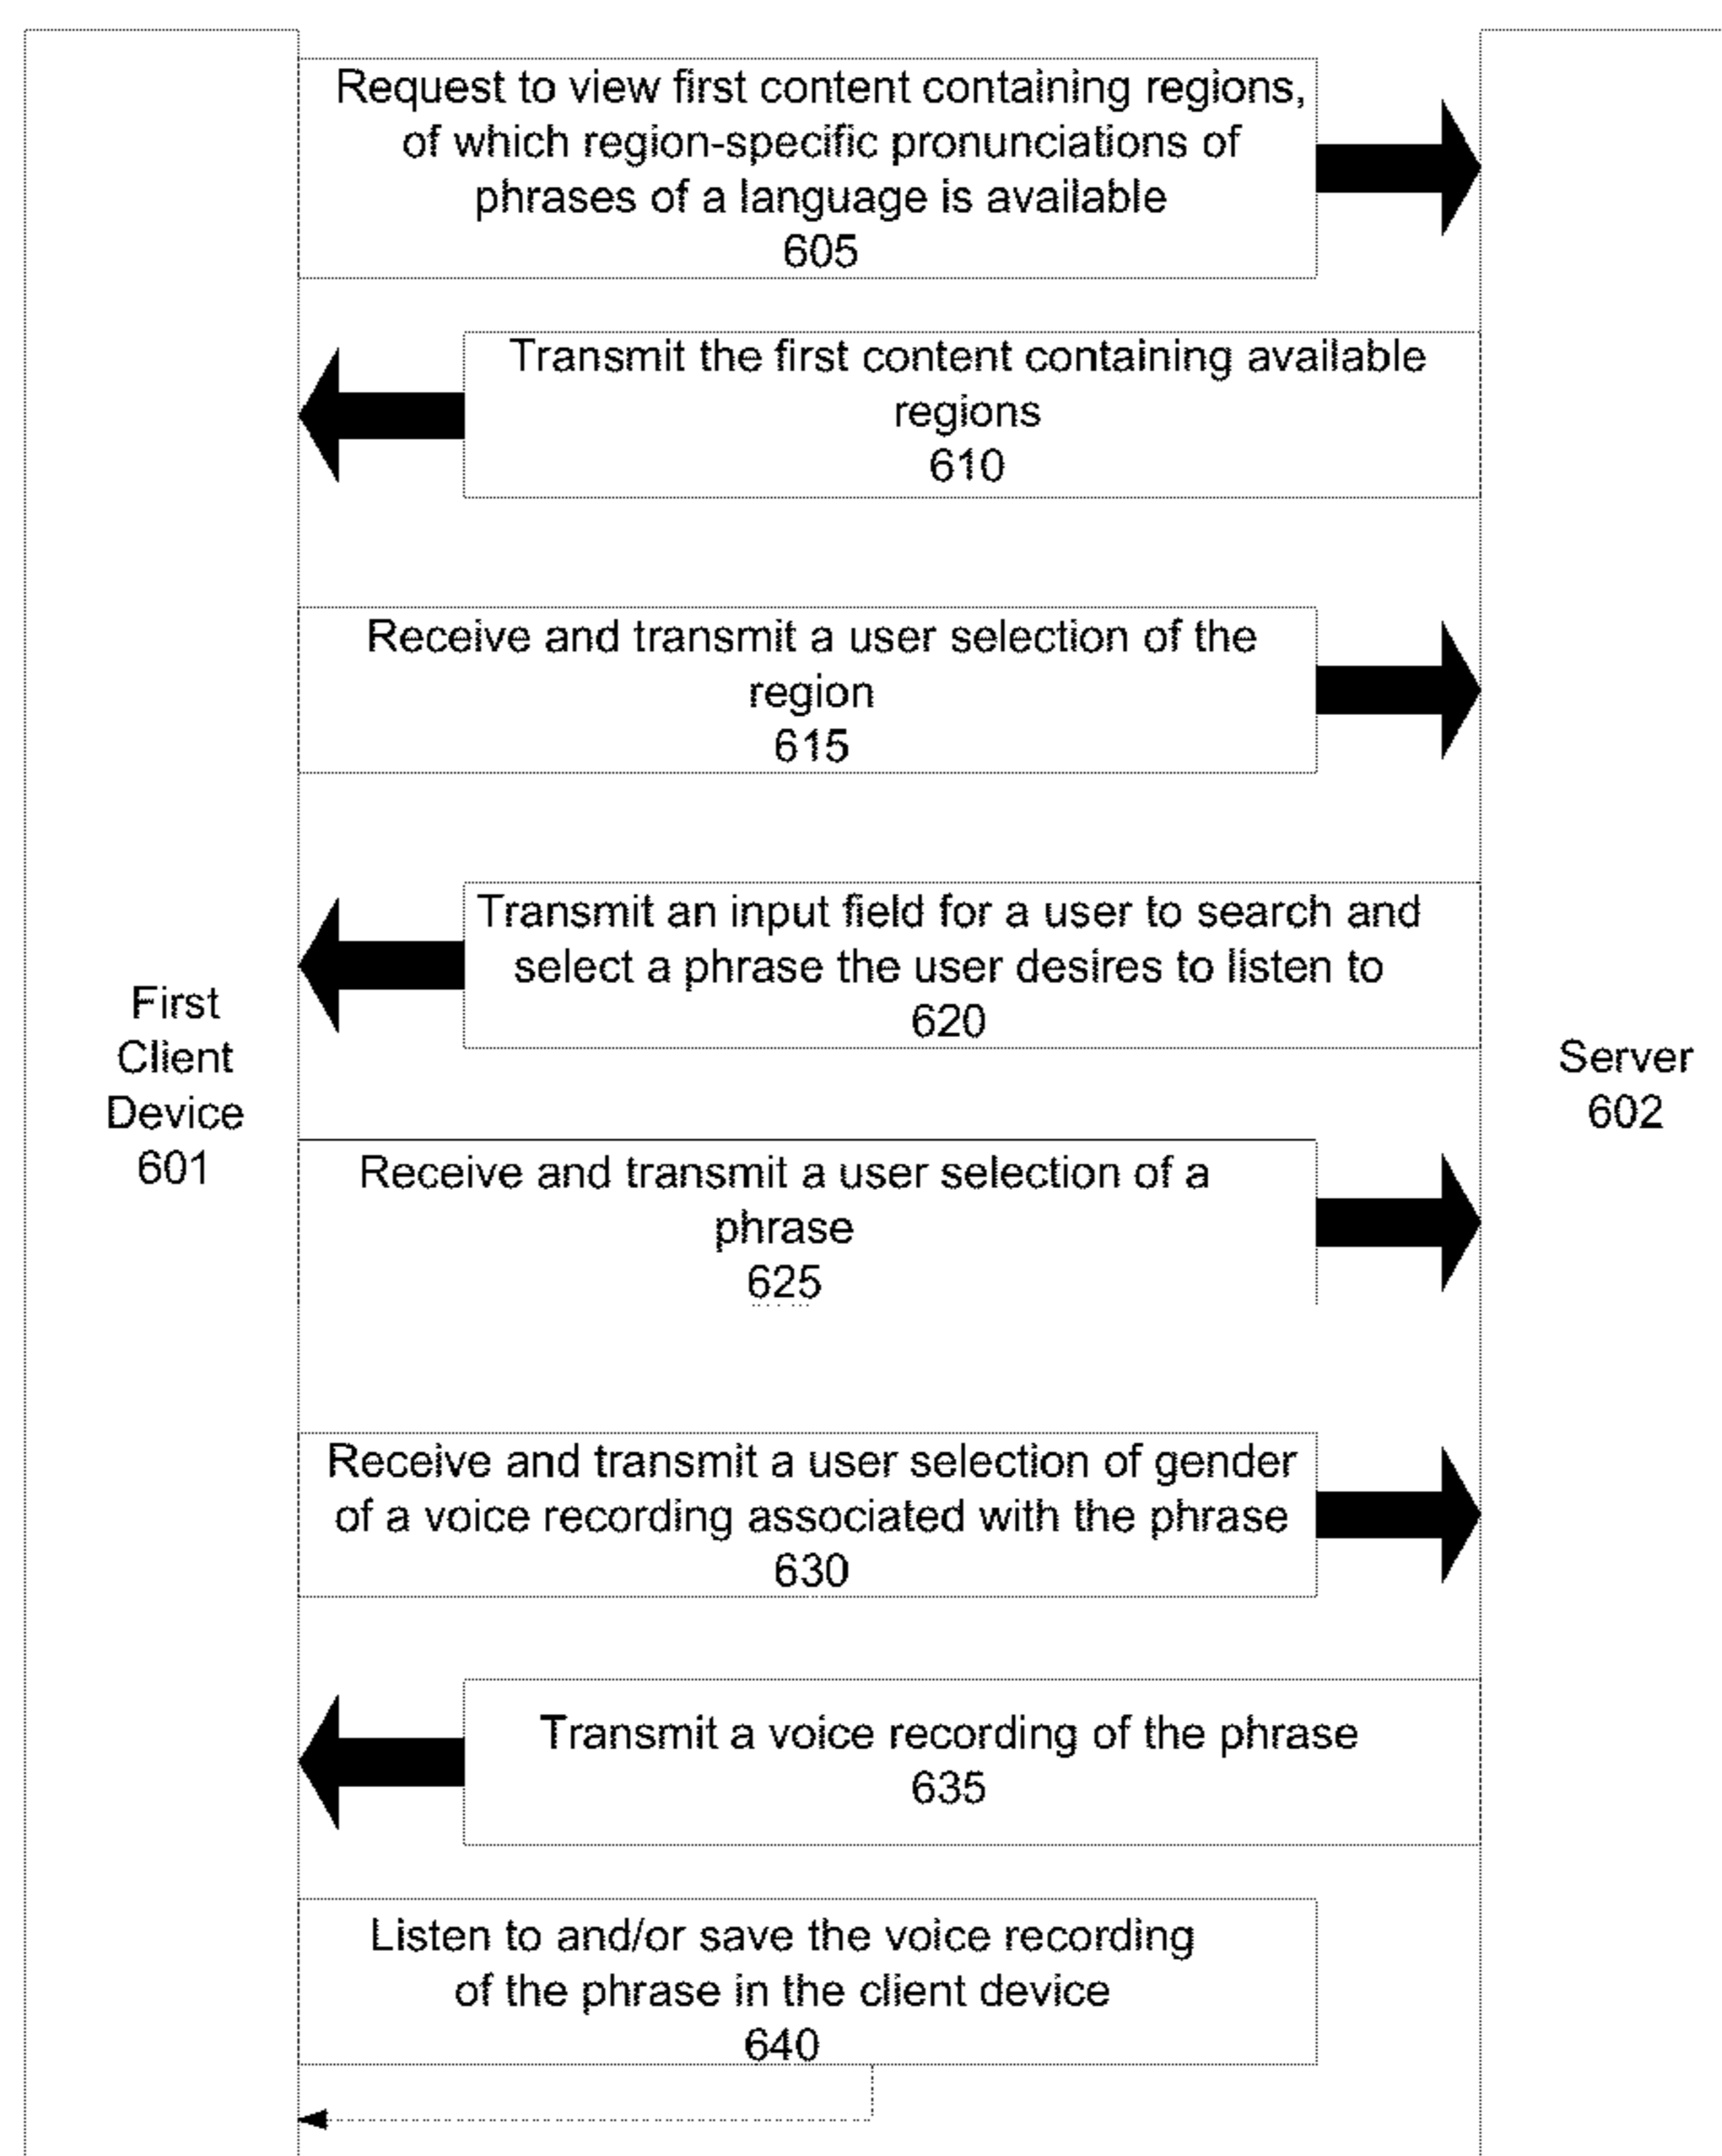 Request to view first content containing regions,
of which region-specific pronunciations of
phrases of a language is available
605
Transmit the first content containing available
regions
610
Receive and transmit a user selection of the
region
615
Transmit an input field for a user to search and
select a phrase the user desires to listen to
620
First
Client
Device
601
Server
602
Receive and transmit a user selection of a
phrase
625
Receive and transmit a user selection of gender
of a voice recording associated with the phrase
630
Transmit a voice recording of the phrase
635
Listen to and/or save the voice recording
of the phrase in the client device
640